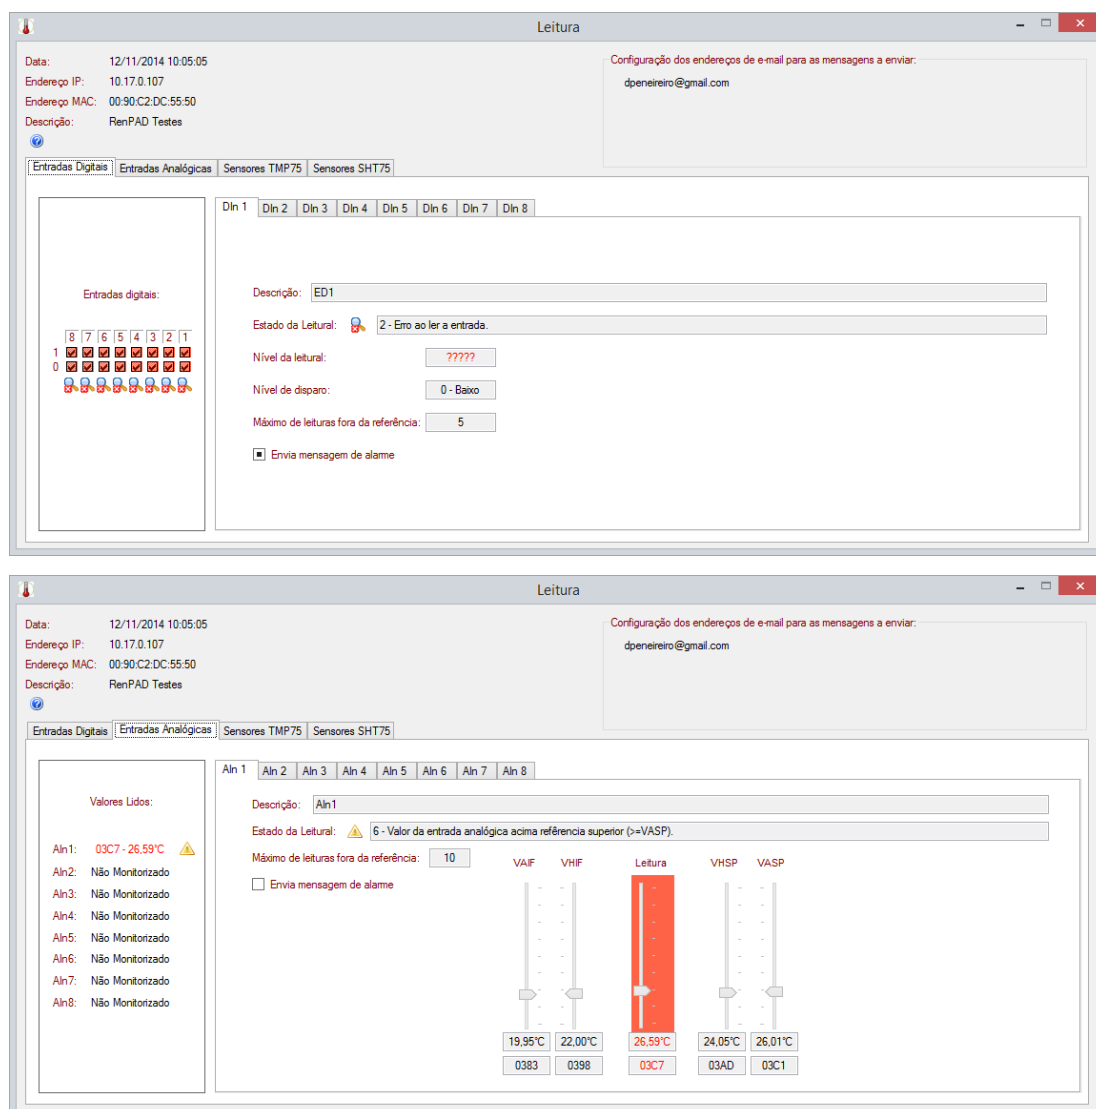 Leitura
Data: 12/11/2014 10:05:05
Endereço IP: 10.17.0.107
Endereço MAC: 00:90:C2:DC:55:50
Descrição: RenPAD Testes
Configuração dos endereços de e-mail para as mensagens a enviar:
dpeneireiro@gmail.com
Entradas Digitais Entradas Analógicas Sensores TMP75 Sensores SHT75
DIn 1 DIn 2 DIn 3 DIn 4 DIn 5 DIn 6 DIn 7 DIn 8
Entradas digitais:
8 7 6 5 4 3 2 1
1
0
Descrição: ED1
Estado da Leitural: 2 - Erro ao ler a entrada.
Nível da leitural: ?????
Nível de disparo: 0 - Baixo
Máximo de leituras fora da referência: 5
Envia mensagem de alarme
Leitura
Data: 12/11/2014 10:05:05
Endereço IP: 10.17.0.107
Endereço MAC: 00:90:C2:DC:55:50
Descrição: RenPAD Testes
Configuração dos endereços de e-mail para as mensagens a enviar:
dpeneireiro@gmail.com
Entradas Digitais Entradas Analógicas Sensores TMP75 Sensores SHT75
AIn 1 AIn 2 AIn 3 AIn 4 AIn 5 AIn 6 AIn 7 AIn 8
Valores Lidos:
AIn1: 03C7 - 26,59°C
AIn2: Não Monitorizado
AIn3: Não Monitorizado
AIn4: Não Monitorizado
AIn5: Não Monitorizado
AIn6: Não Monitorizado
AIn7: Não Monitorizado
AIn8: Não Monitorizado
Descrição: AIn1
Estado da Leitural: 6 - Valor da entrada analógica acima refêrencia superior (>=VASP).
Máximo de leituras fora da referência: 10
Envia mensagem de alarme
VAIF VHIF Leitura VHSP VASP
19,95°C 22,00°C 26,59°C 24,05°C 26,01°C
0383 0398 03C7 03AD 03C1